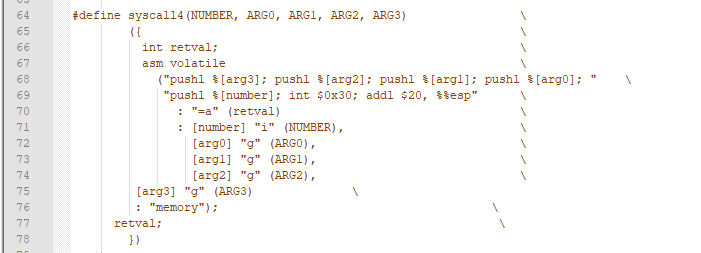 64 #define syscall4(NUMBER, ARG0, ARG1, ARG2, ARG3) \
65 ({ \
66 int retval; \
67 asm volatile \
68 ("pushl %[arg3]; pushl %[arg2]; pushl %[arg1]; pushl %[arg0]; " \
69 "pushl %[number]; int $0x30; addl $20, %%esp" \
70 : "=a" (retval) \
71 : [number] "i" (NUMBER), \
72 [arg0] "g" (ARG0), \
73 [arg1] "g" (ARG1), \
74 [arg2] "g" (ARG2), \
75 [arg3] "g" (ARG3) \
76 : "memory"); \
77 retval; \
78 })